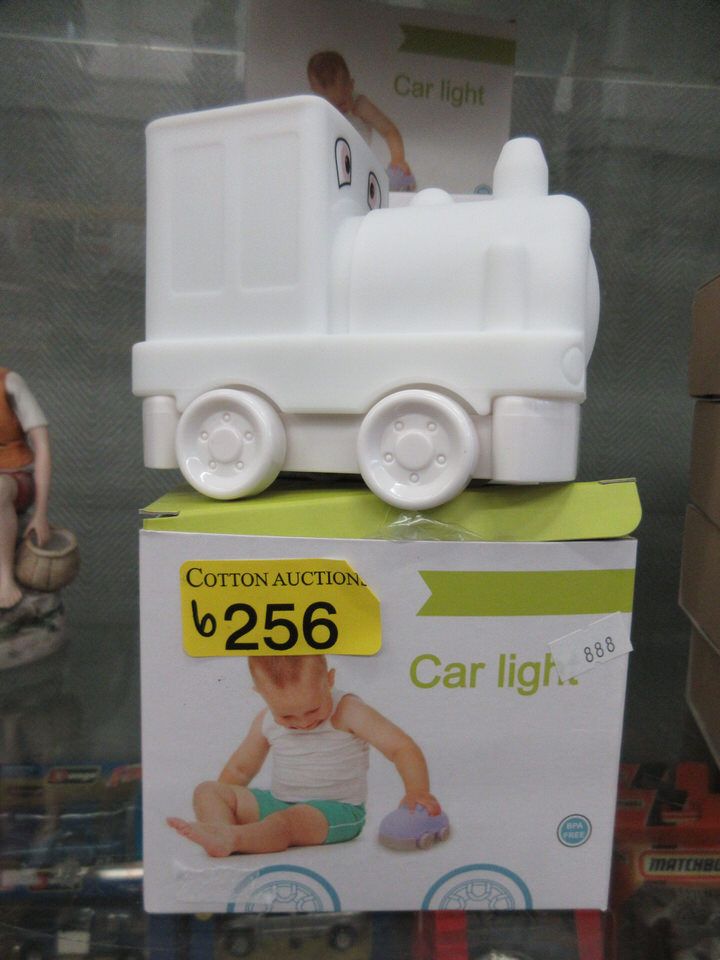 Car light
COTTON AUCTIONS
6256
Car light
888
BPA
FREE
MATCHBO